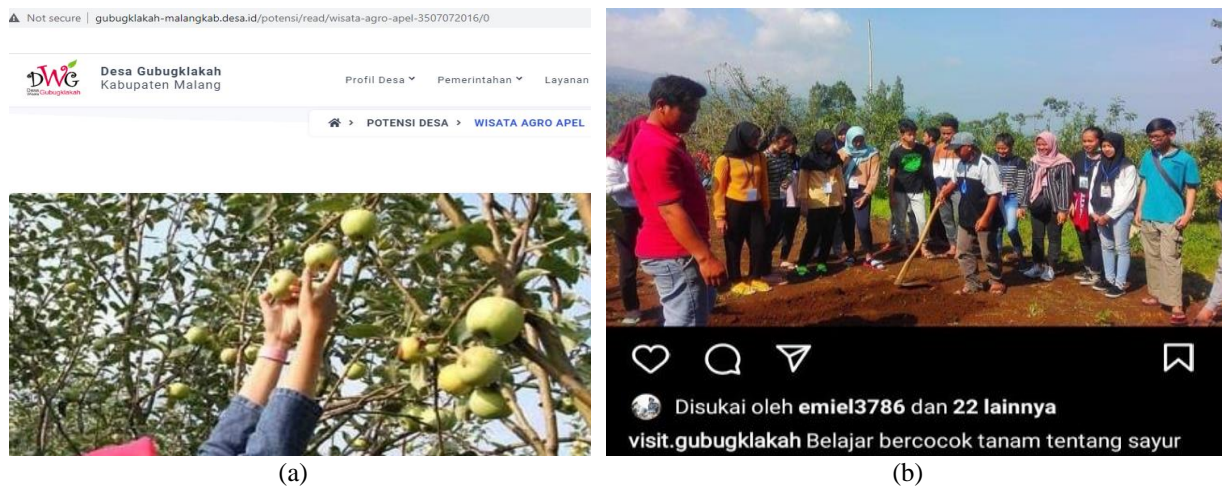 Not secure | gubugklakah-malangkab.desa.id/potensi/read/wisata-agro-apel-3507072016/0
DWG
Desa Gubugklakah
Kabupaten Malang
Profil Desa
Pemerintahan
Layanan
> POTENSI DESA > WISATA AGRO APEL
Disukai oleh emiel3786 dan 22 lainnya
visit.gubugklakah Belajar bercocok tanam tentang sayur
(a)
(b)